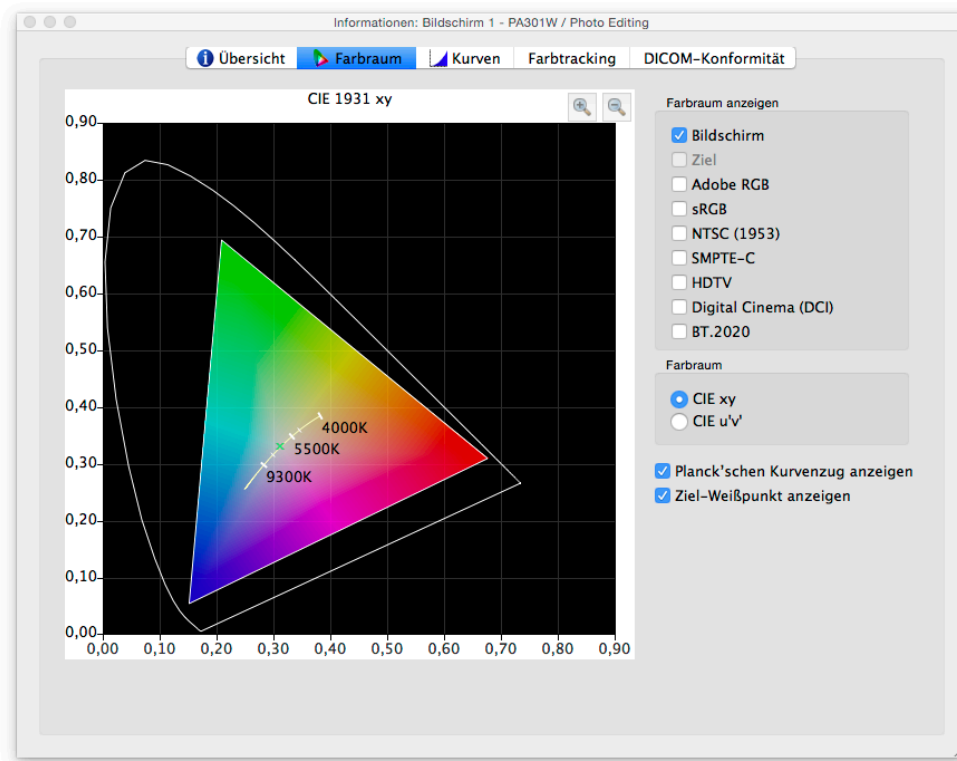 Informationen: Bildschirm 1 - PA301W / Photo Editing
Übersicht
Farbraum
Kurven
Farbtracking
DICOM-Konformität
CIE 1931 xy
0,90
0,80
0,70
0,60
0,50
0,40
0,30
0,20
0,10
0,00
4000K
5500K
9300K
0,00 0,10 0,20 0,30 0,40 0,50 0,60 0,70 0,80 0,90
Farbraum anzeigen
Bildschirm
Ziel
Adobe RGB
sRGB
NTSC (1953)
SMPTE-C
HDTV
Digital Cinema (DCI)
BT.2020
Farbraum
CIE xy
CIE u'v'
Planck'schen Kurvenzug anzeigen
Ziel-Weißpunkt anzeigen